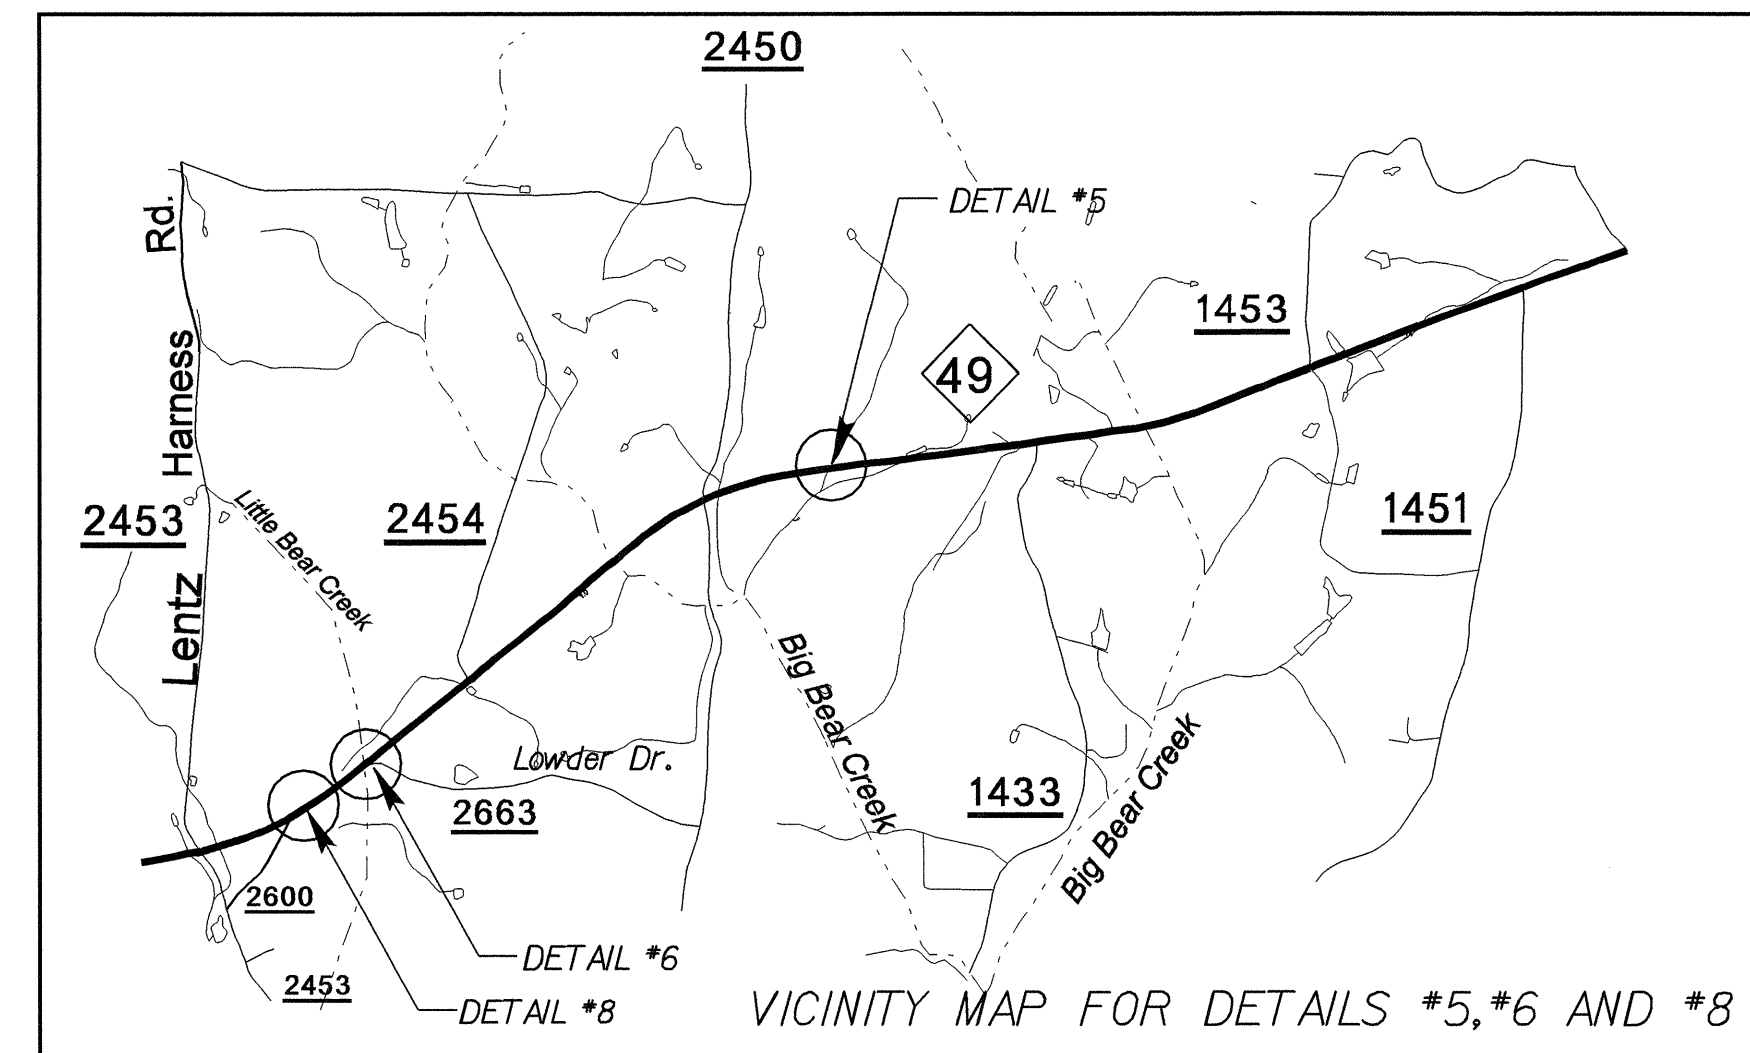 2450
DETAIL #5
Lentz Harness Rd.
1453
49
2453
Little Bear Creek
2454
1451
Big Bear Creek
Lowder Dr.
2663
1433
Big Bear Creek
2600
DETAIL #6
2453
DETAIL #8
VICINITY MAP FOR DETAILS #5,#6 AND #8